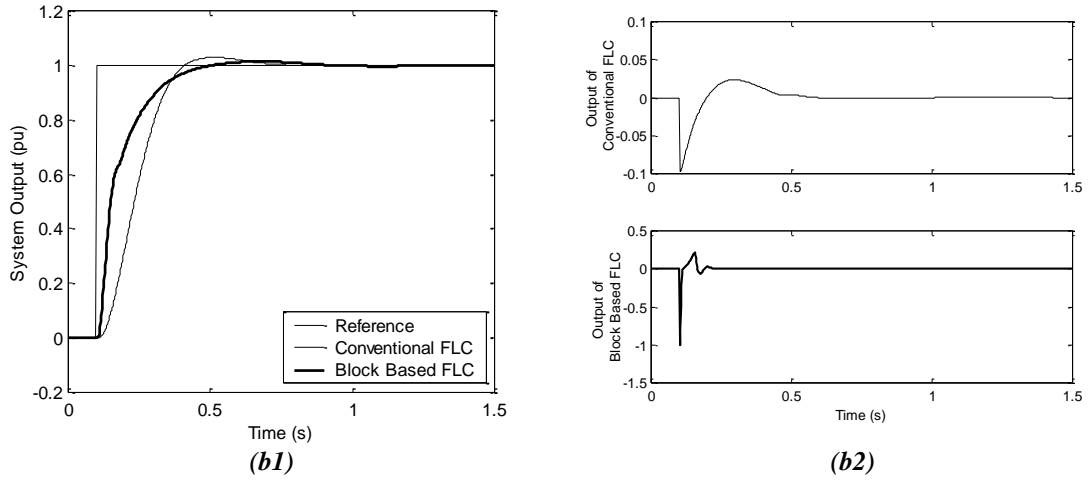 1.2
1
0.8
0.6
0.4
0.2
0
-0.2
System Output (pu)
Reference
Conventional FLC
Block Based FLC
0
0.5
1
1.5
Time (s)
(b1)
0.1
0.05
0
-0.05
-0.1
Output of
Conventional FLC
0
0.5
1
1.5
0.5
0
-0.5
-1
-1.5
Output of
Block Based FLC
0
0.5
1
1.5
Time (s)
(b2)